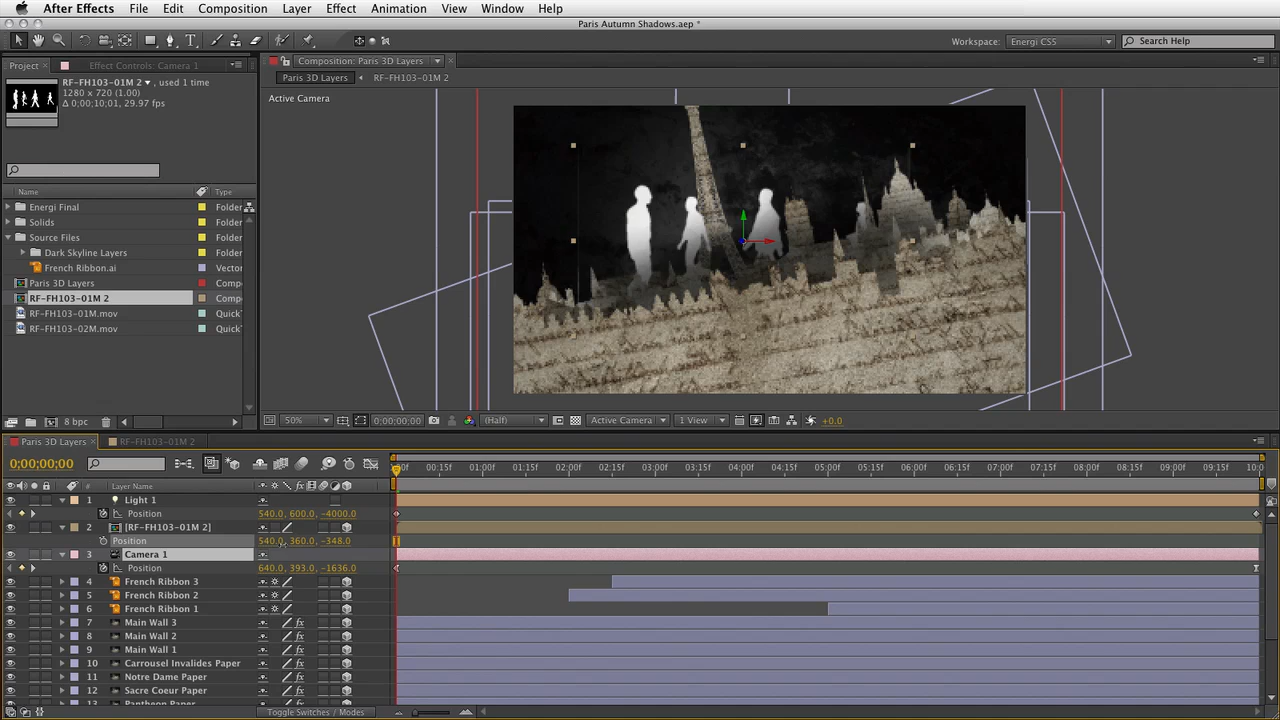 After Effects File Edit Composition Layer Effect Animation View Window Help
Paris Autumn Shadows.aep *
Workspace: Energi CS5 Search Help
Project Effect Controls: Camera 1 Composition: Paris 3D Layers
RF-FH103-01M 2 , used 1 time
1280 x 720 (1.00)
Δ 0;00;10;01, 29.97 fps
Paris 3D Layers RF-FH103-01M 2
Active Camera
Name Type
Energi Final Folder
Solids Folder
Source Files Folder
Dark Skyline Layers Folder
French Ribbon.ai Vector
Paris 3D Layers Comp
RF-FH103-01M 2 Comp
RF-FH103-01M.mov QuickT
RF-FH103-02M.mov QuickT
8 bpc
50% 0;00;00;00 (Half) Active Camera 1 View +0.0
Paris 3D Layers RF-FH103-01M 2
0;00;00;00
:00f 00:15f 01:00f 01:15f 02:00f 02:15f 03:00f 03:15f 04:00f 04:15f 05:00f 05:15f 06:00f 06:15f 07:00f 07:15f 08:00f 08:15f 09:00f 09:15f 10:0
# Layer Name
1 Light 1
Position 540.0, 600.0, -4000.0
2 [RF-FH103-01M 2]
Position 540.0, 360.0, -348.0
3 Camera 1
Position 640.0, 393.0, -1636.0
4 French Ribbon 3
5 French Ribbon 2
6 French Ribbon 1
7 Main Wall 3
8 Main Wall 2
9 Main Wall 1
10 Carrousel Invalides Paper
11 Notre Dame Paper
12 Sacre Coeur Paper
13 Pantheon Paper
Toggle Switches / Modes